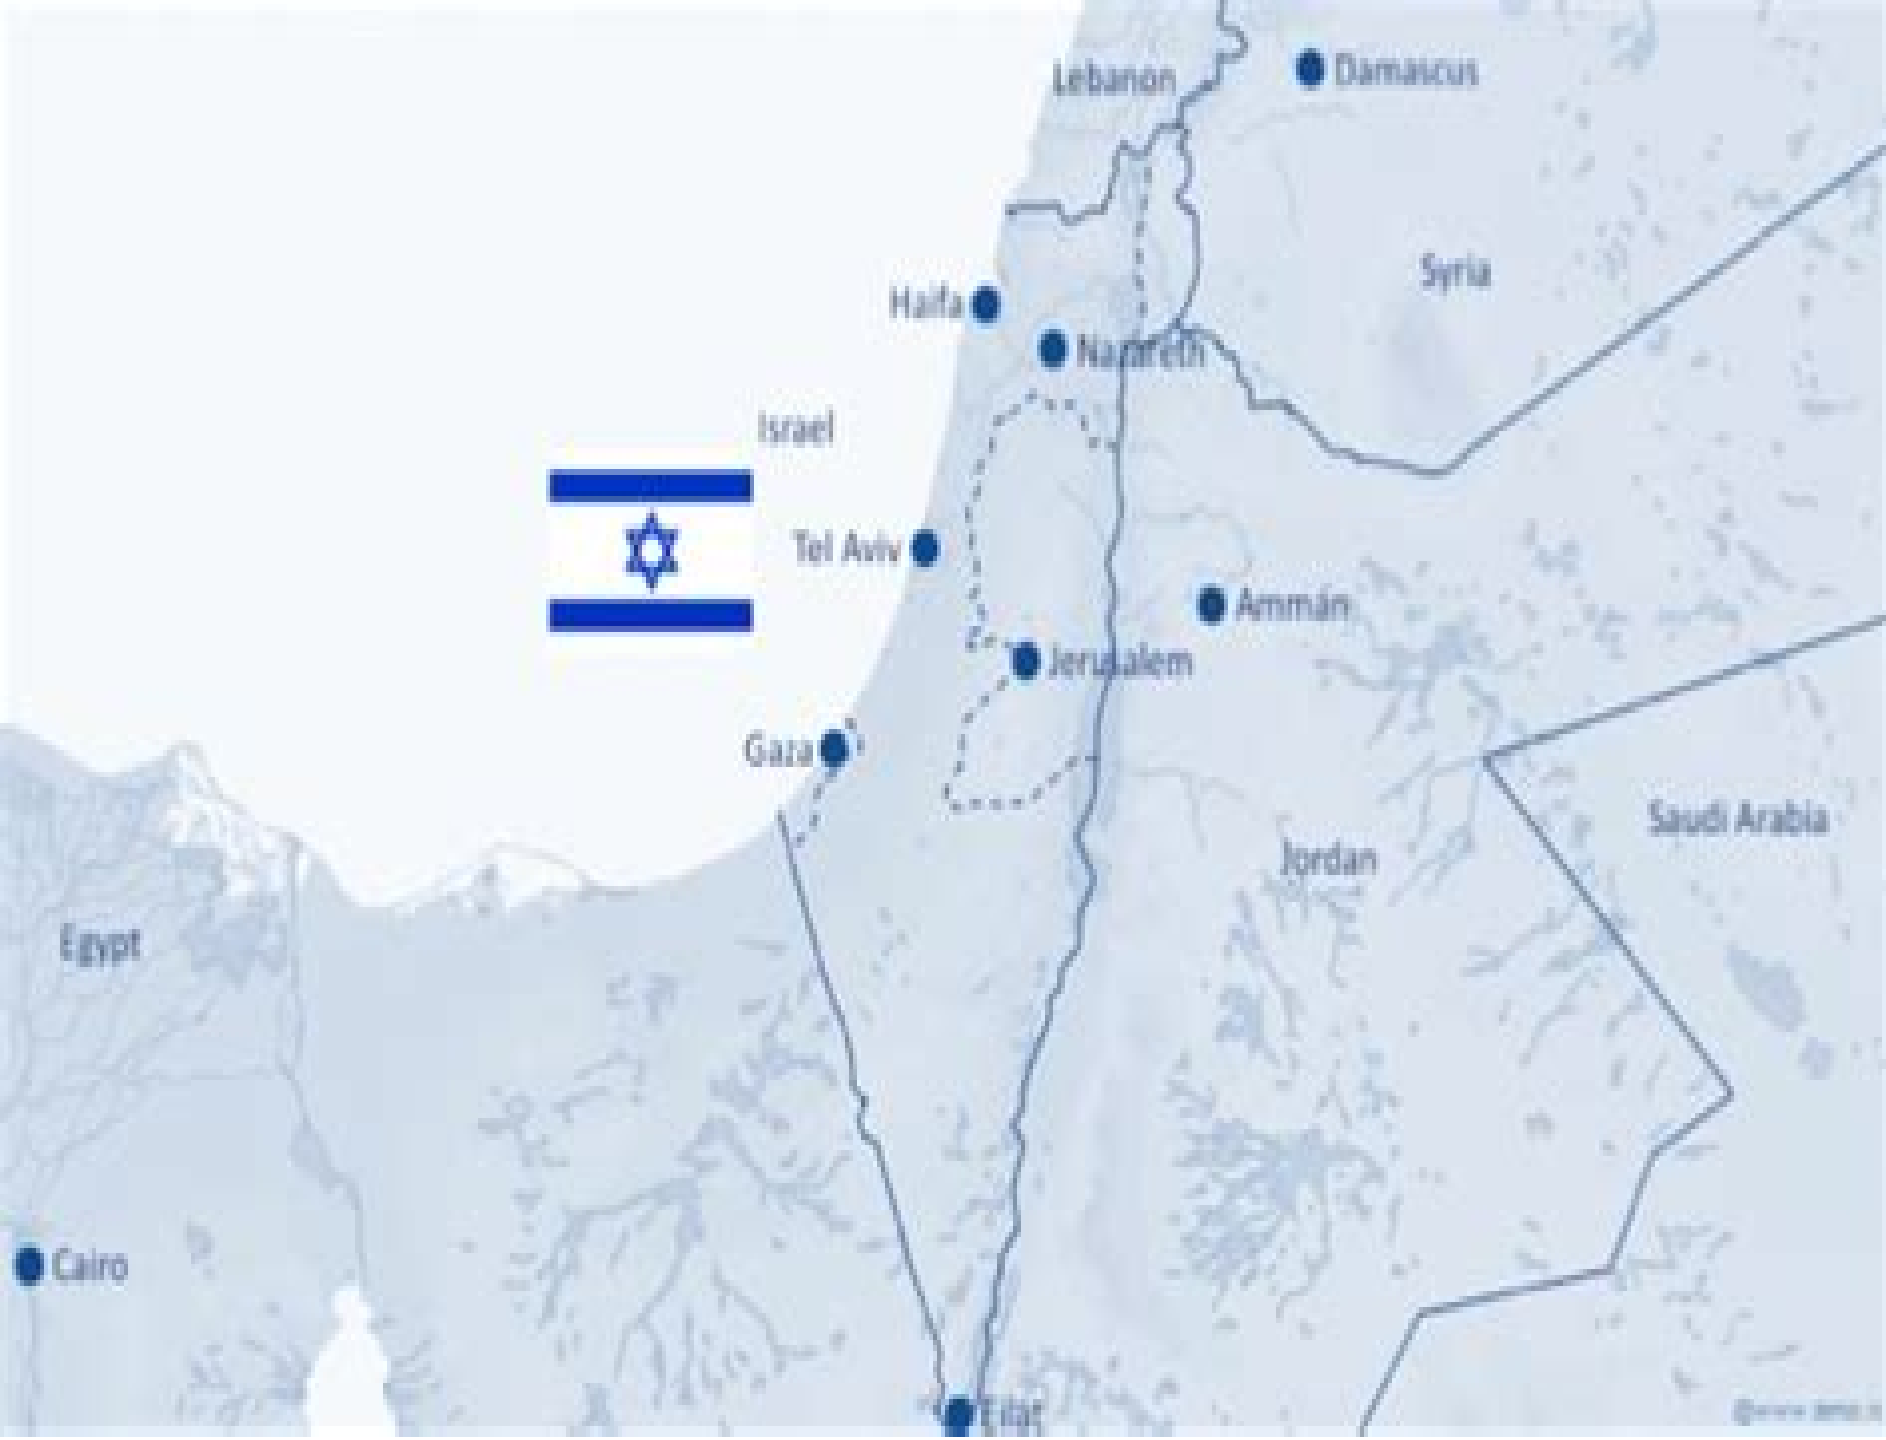 Lebanon
Damascus
Syria
Haifa
Nazareth
Israel
Tel Aviv
Ammán
Jerusalem
Gaza
Saudi Arabia
Jordan
Egypt
Cairo
Eilat